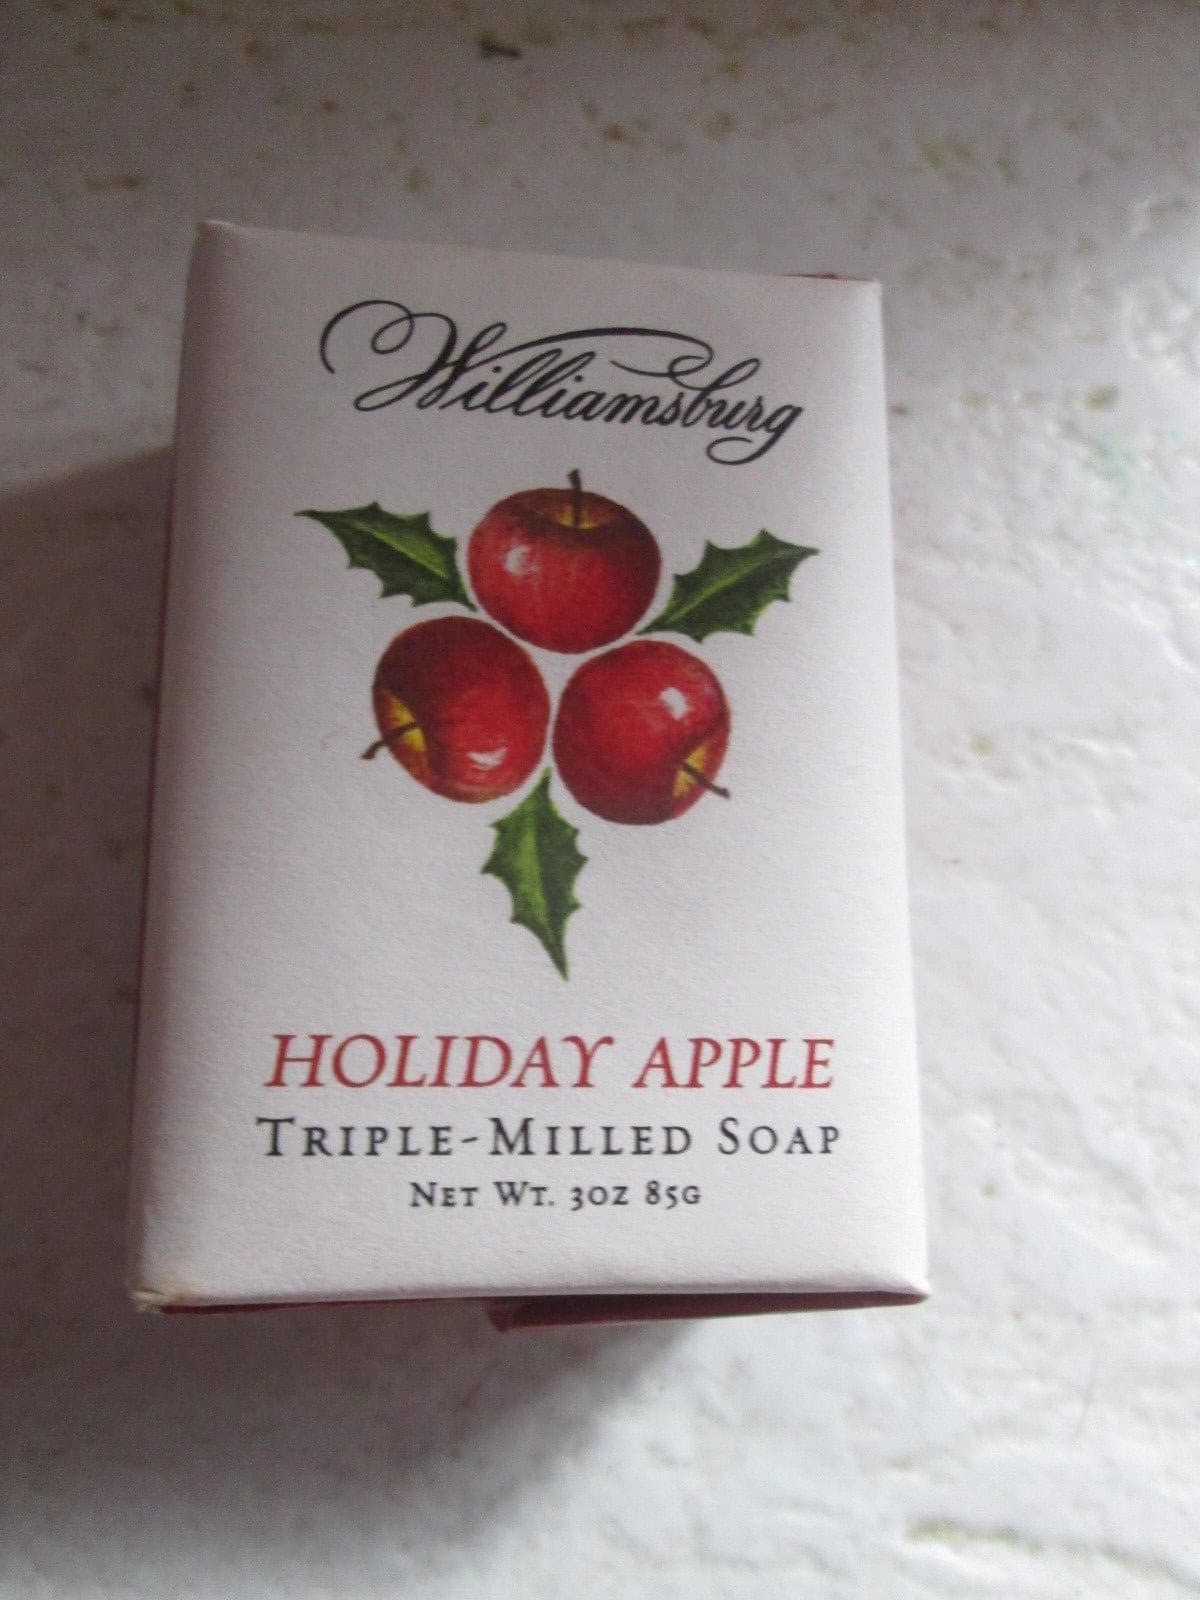 Williamsburg
HOLIDAY APPLE
TRIPLE-MILLED SOAP
NET WT. 3OZ 85G